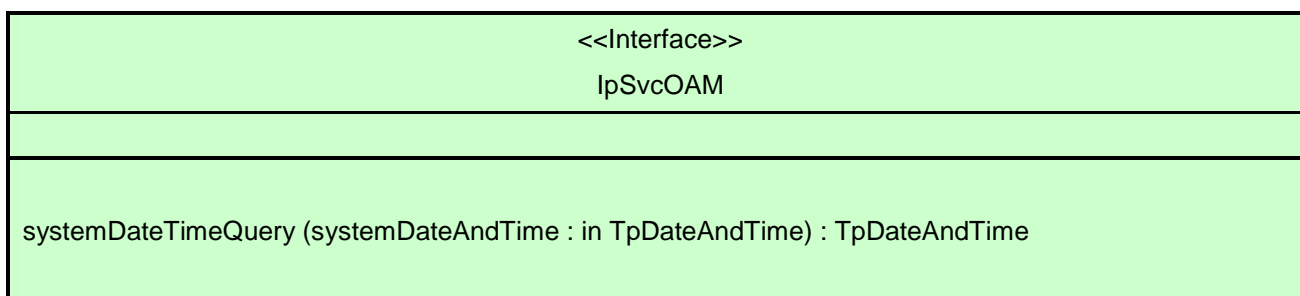 <<Interface>>
IpSvcOAM
systemDateTimeQuery (systemDateAndTime : in TpDateAndTime) : TpDateAndTime